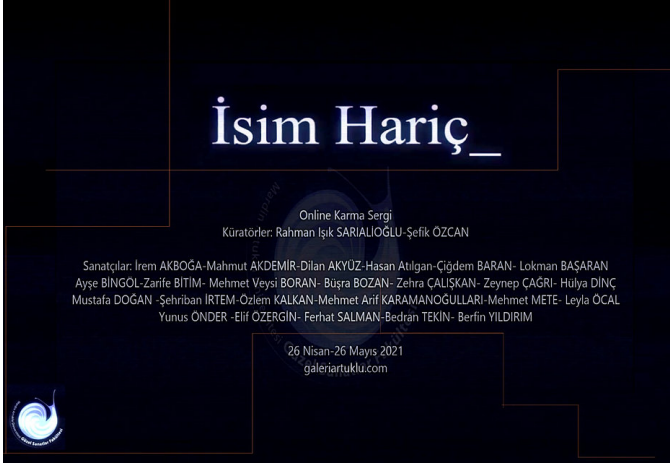 İsim Hariç_
Online Karma Sergi
Küratörler: Rahman Işık SARIALİOĞLU-Şefik ÖZCAN
Sanatçılar: İrem AKBOĞA-Mahmut AKDEMİR-Dilan AKYÜZ-Hasan Atılgan-Çiğdem BARAN- Lokman BAŞARAN
Ayşe BİNGÖL-Zarife BİTİM- Mehmet Veysi BORAN- Büşra BOZAN- Zehra ÇALIŞKAN- Zeynep ÇAĞRI- Hülya DİNÇ
Mustafa DOĞAN -Şehriban İRTEM-Özlem KALKAN-Mehmet Arif KARAMANOĞULLARI-Mehmet METE- Leyla ÖCAL
Yunus ÖNDER -Elif ÖZERGİN- Ferhat SALMAN-Bedran TEKİN- Berfin YILDIRIM
26 Nisan-26 Mayıs 2021
galeriartuklu.com
Güzel Sanatlar Fakültesi